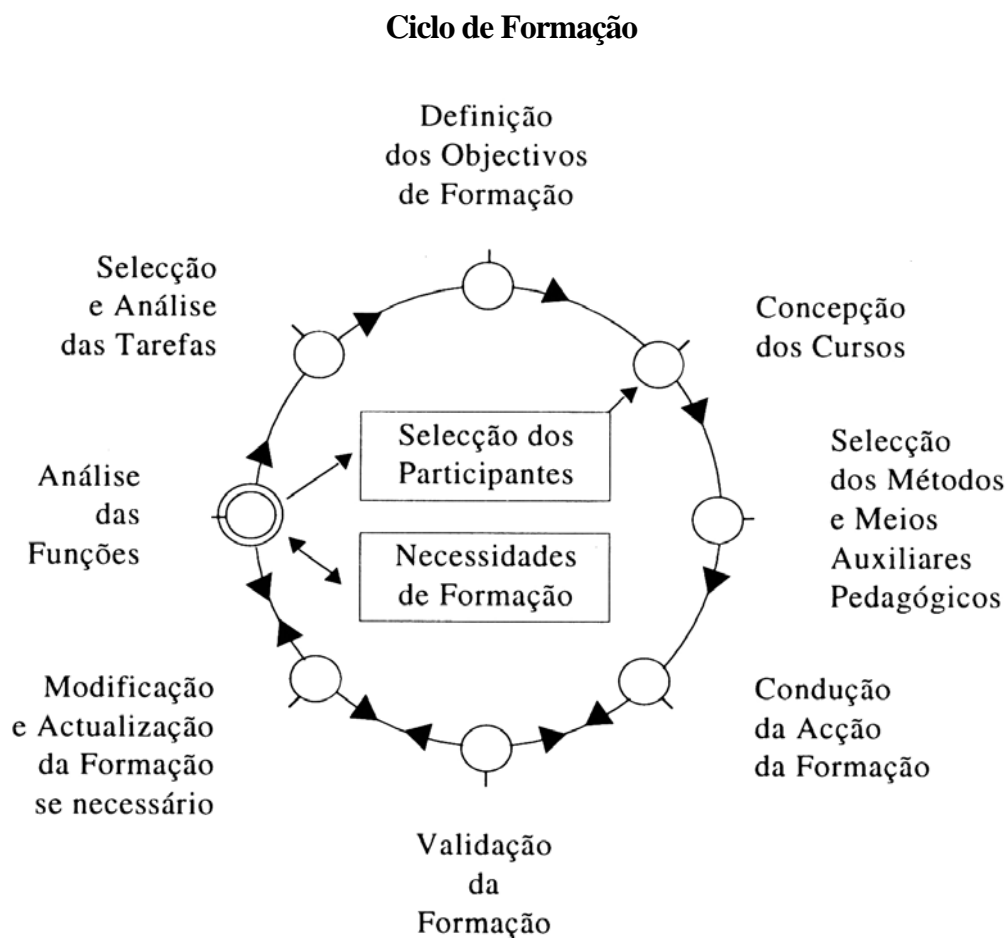 Ciclo de Formação
Definição
dos Objectivos
de Formação
Selecção
e Análise
das Tarefas
Concepção
dos Cursos
Selecção dos
Participantes
Selecção
dos Métodos
e Meios
Auxiliares
Pedagógicos
Análise
das
Funções
Necessidades
de Formação
Modificação
e Actualização
da Formação
se necessário
Condução
da Acção
da Formação
Validação
da
Formação